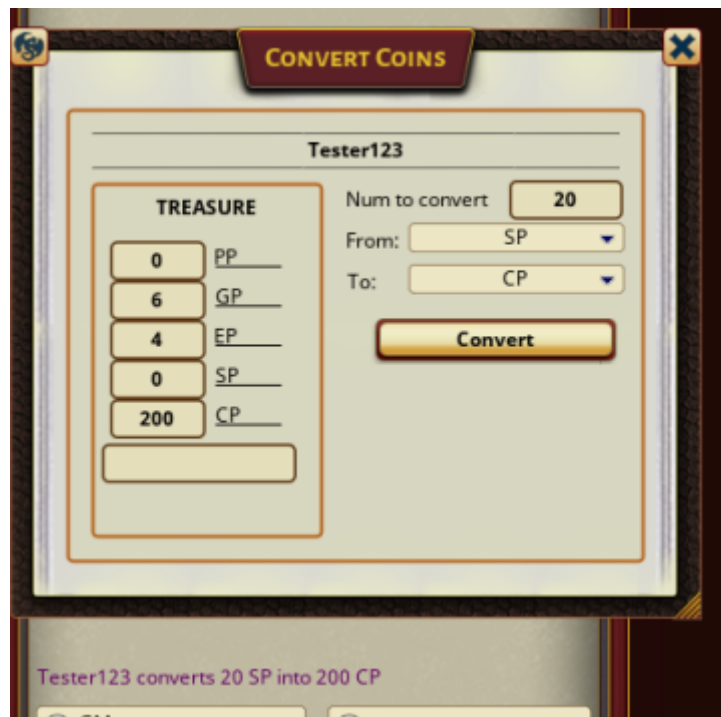 CONVERT COINS
Tester123
TREASURE
0 PP
6 GP
4 EP
0 SP
200 CP
Num to convert 20
From: SP
To: CP
Convert
Tester123 converts 20 SP into 200 CP